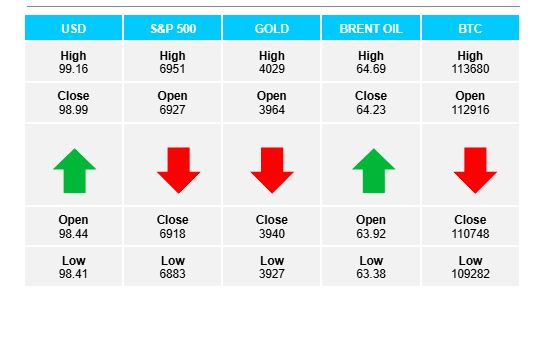 USD S&P 500 GOLD BRENT OIL BTC
High High High High High
99.16 6951 4029 64.69 113680
Close Open Open Close Open
98.99 6927 3964 64.23 112916
Open Close Close Open Close
98.44 6918 3940 63.92 110748
Low Low Low Low Low
98.41 6883 3927 63.38 109282